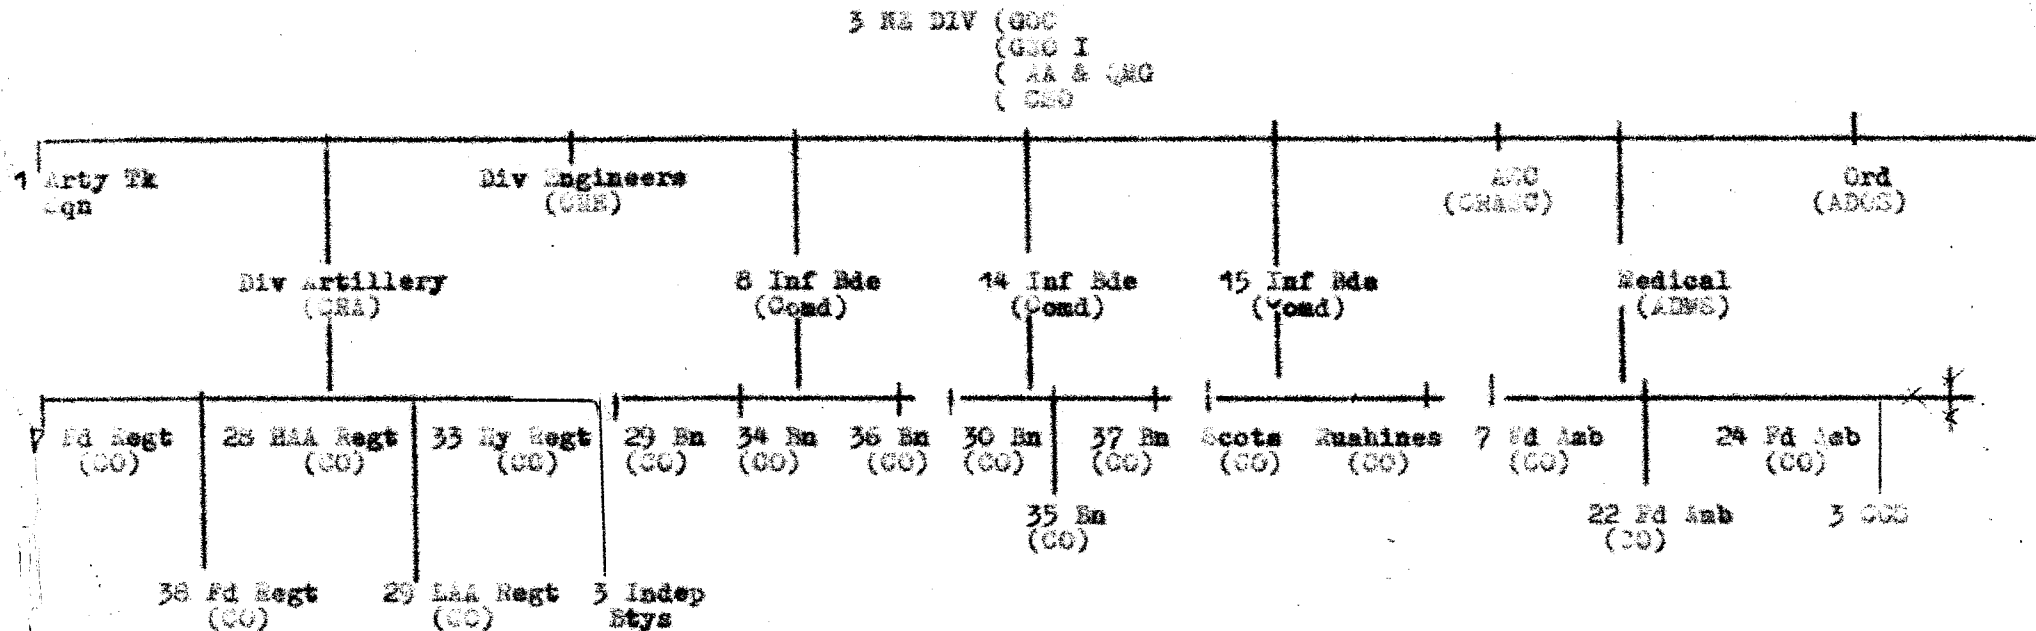 3 NZ DIV (GOC
(GSO I
( AA & QMG
( CSO
1 Army Tk
Sqn
Div Engineers
(CRE)
ASC
(CRASC)
Ord
(ADOS)
Div Artillery
(CRA)
8 Inf Bde
(Comd)
14 Inf Bde
(Comd)
15 Inf Bde
(Comd)
Medical
(ADMS)
Fd Regt
(CO)
28 HAA Regt
(CO)
33 Hy Regt
(CO)
29 Bn
(CO)
34 Bn
(CO)
36 Bn
(CO)
30 Bn
(CO)
37 Bn
(CO)
Scots
(CO)
Ruahines
(CO)
7 Fd Amb
(CO)
24 Fd Amb
(CO)
35 Bn
(CO)
22 Fd Amb
(CO)
3 CCS
38 Fd Regt
(CO)
29 LAA Regt
(CO)
3 Indep
Btys